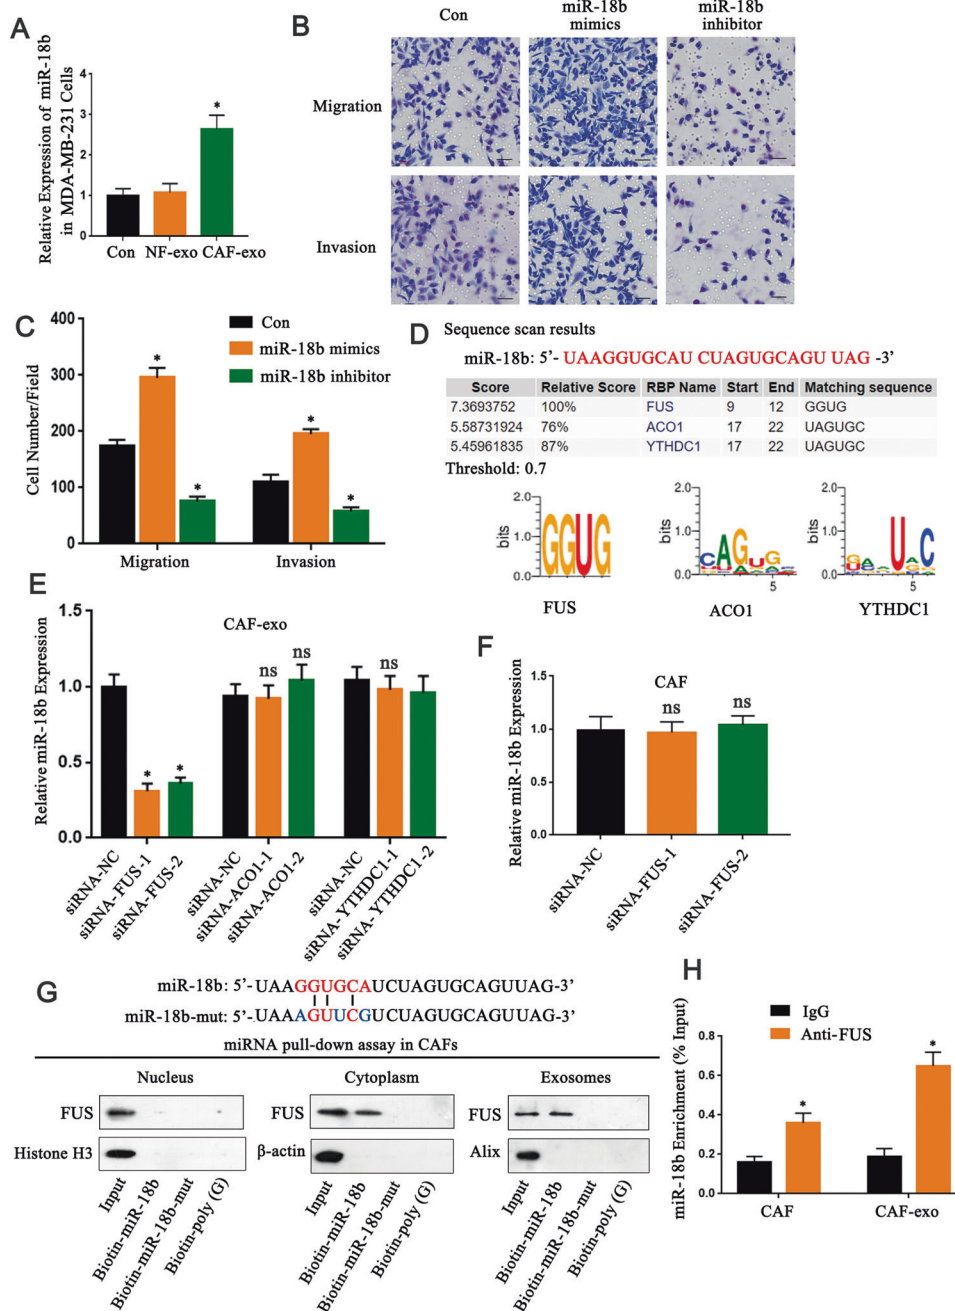 A
Relative Expression of miR-18b
in MDA-MB-231 Cells
4
3
2
1
0
*
Con NF-exo CAF-exo
B
Con
miR-18b
mimics
miR-18b
inhibitor
Migration
Invasion
C
Cell Number/Field
400
300
200
100
0
Con
miR-18b mimics
miR-18b inhibitor
*
*
*
*
Migration
Invasion
D
Sequence scan results
miR-18b: 5’- UAAGGUGCAU CUAGUGCAGU UAG -3’
Score Relative Score RBP Name Start End Matching sequence
7.3693752 100% FUS 9 12 GGUG
5.58731924 76% ACO1 17 22 UAGUGC
5.45961835 87% YTHDC1 17 22 UAGUGC
Threshold: 0.7
bits
2.0
1.0
0.0
GGUG
FUS
bits
2.0
1.0
0.0
CAGUG
5
ACO1
bits
2.0
1.0
0.0
5
YTHDC1
E
CAF-exo
Relative miR-18b Expression
1.5
1.0
0.5
0.0
* *
ns ns
ns
siRNA-NC
siRNA-FUS-1
siRNA-FUS-2
siRNA-NC
siRNA-ACO1-1
siRNA-ACO1-2
siRNA-NC
siRNA-YTHDC1-1
siRNA-YTHDC1-2
F
CAF
Relative miR-18b Expression
1.5
1.0
0.5
0.0
ns
ns
siRNA-NC
siRNA-FUS-1
siRNA-FUS-2
G
miR-18b: 5’-UAAGGUGCAUCUAGUGCAGUUAG-3’
miR-18b-mut: 5’-UAAAGUUCGUCUAGUGCAGUUAG-3’
miRNA pull-down assay in CAFs
Nucleus
FUS
Histone H3
Input
Biotin-miR-18b
Biotin-miR-18b-mut
Biotin-poly (G)
Cytoplasm
FUS
β-actin
Input
Biotin-miR-18b
Biotin-miR-18b-mut
Biotin-poly (G)
Exosomes
FUS
Alix
Input
Biotin-miR-18b
Biotin-miR-18b-mut
Biotin-poly (G)
H
miR-18b Enrichment (% Input)
0.8
0.6
0.4
0.2
0.0
IgG
Anti-FUS
*
*
CAF
CAF-exo